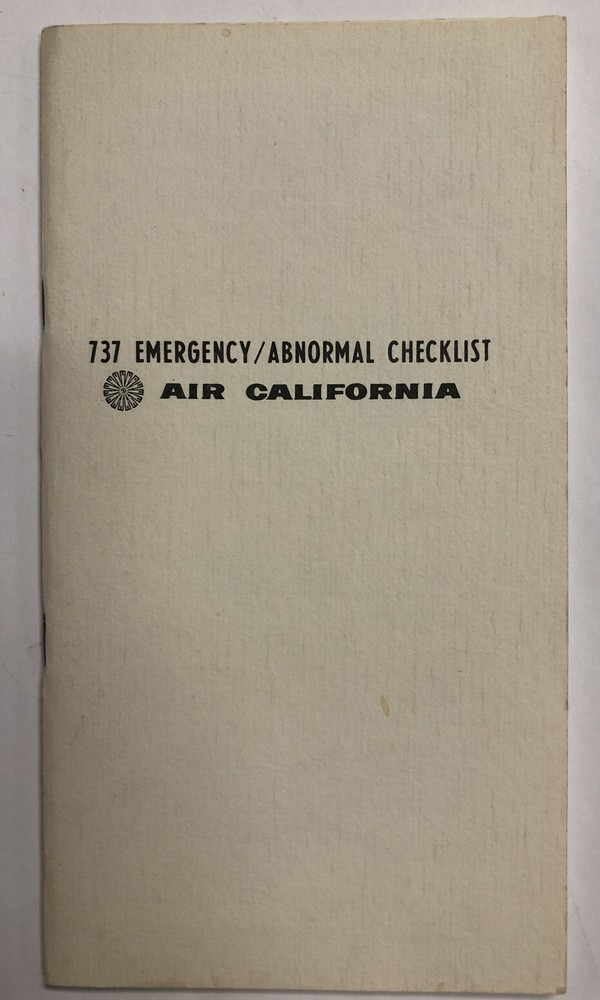 737 EMERGENCY/ABNORMAL CHECKLIST
AIR CALIFORNIA